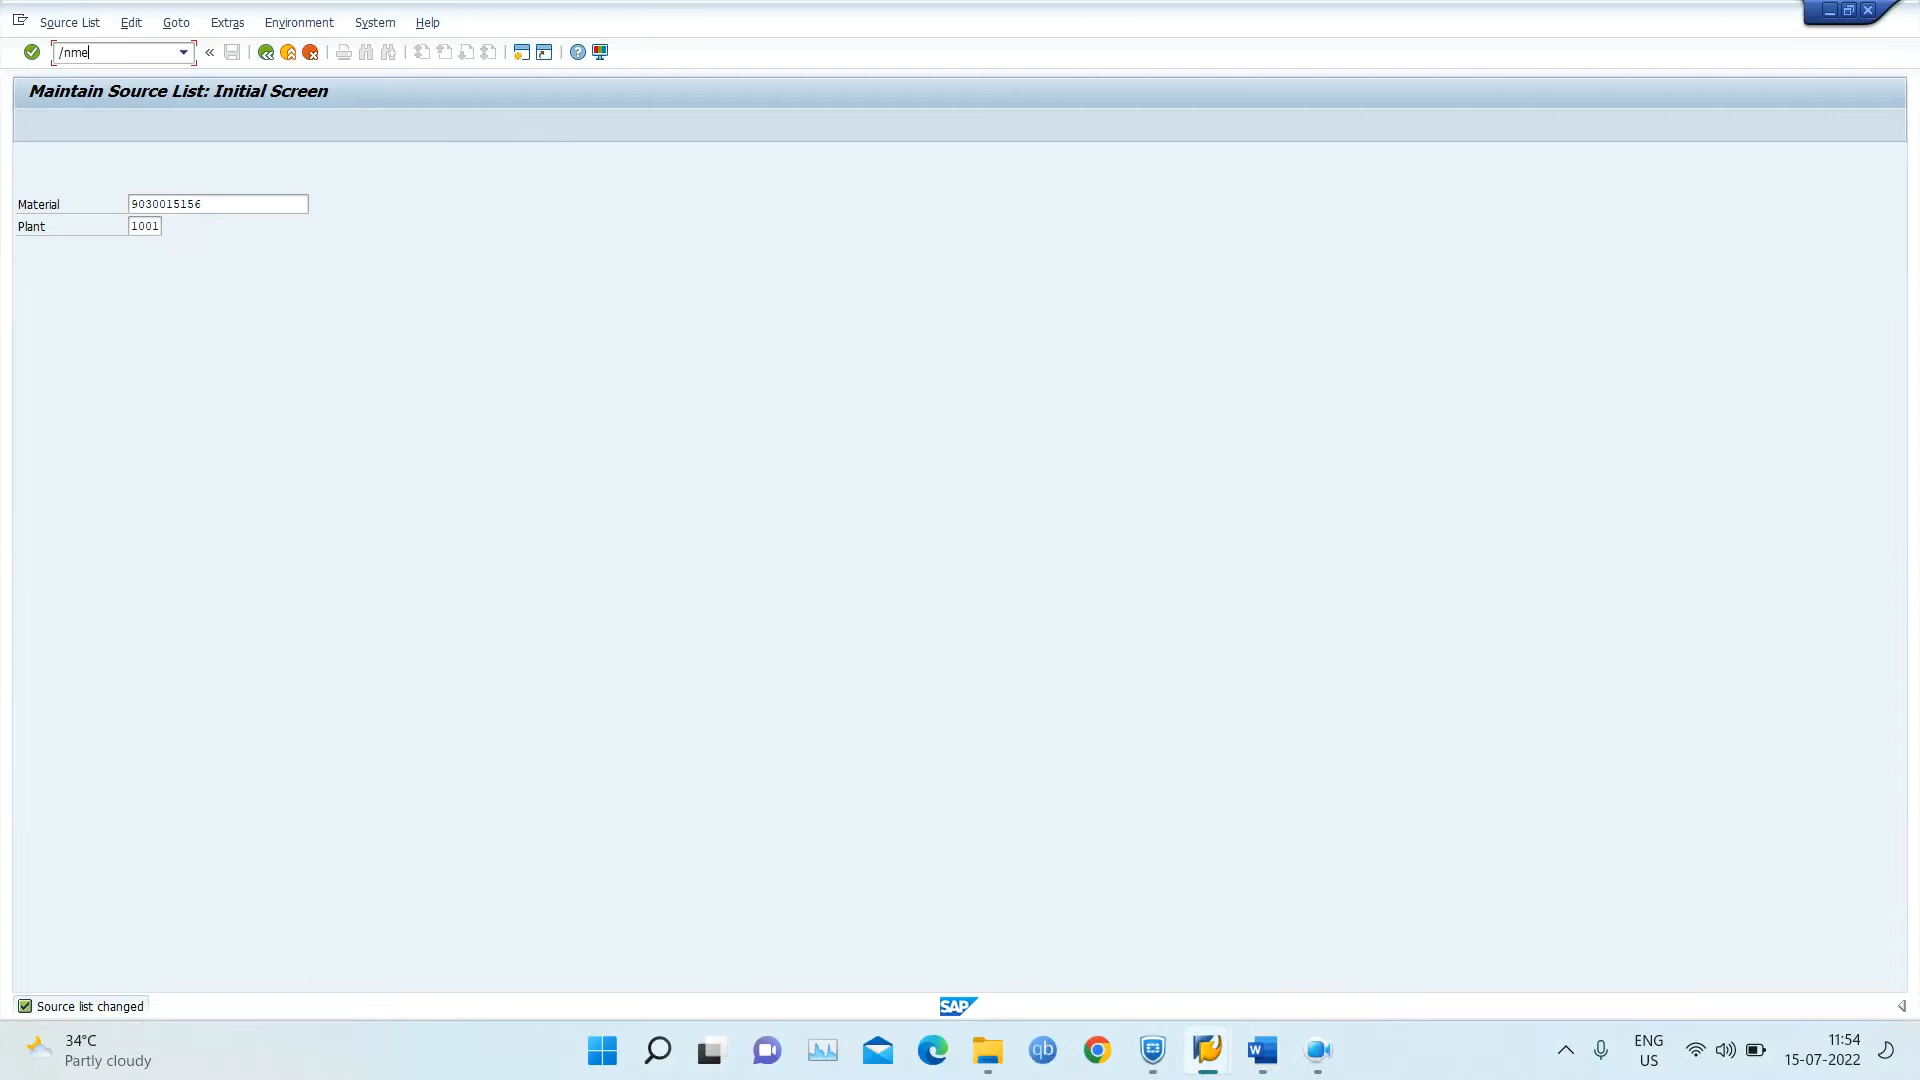 Source List Edit Goto Extras Environment System Help
/nme
Maintain Source List: Initial Screen
Material 9030015156
Plant 1001
Source list changed
SAP
34°C
Partly cloudy
qb
W
ENG
US
11:54
15-07-2022